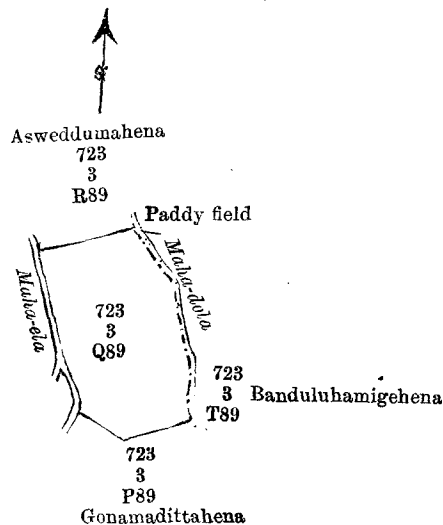 Asweddumahena
723
3
R89
Paddy field
Maha-ela
Maha-dola
723
3
Q89
723
3
T89
Banduluhamigehena
723
3
P89
Gonamadittahena